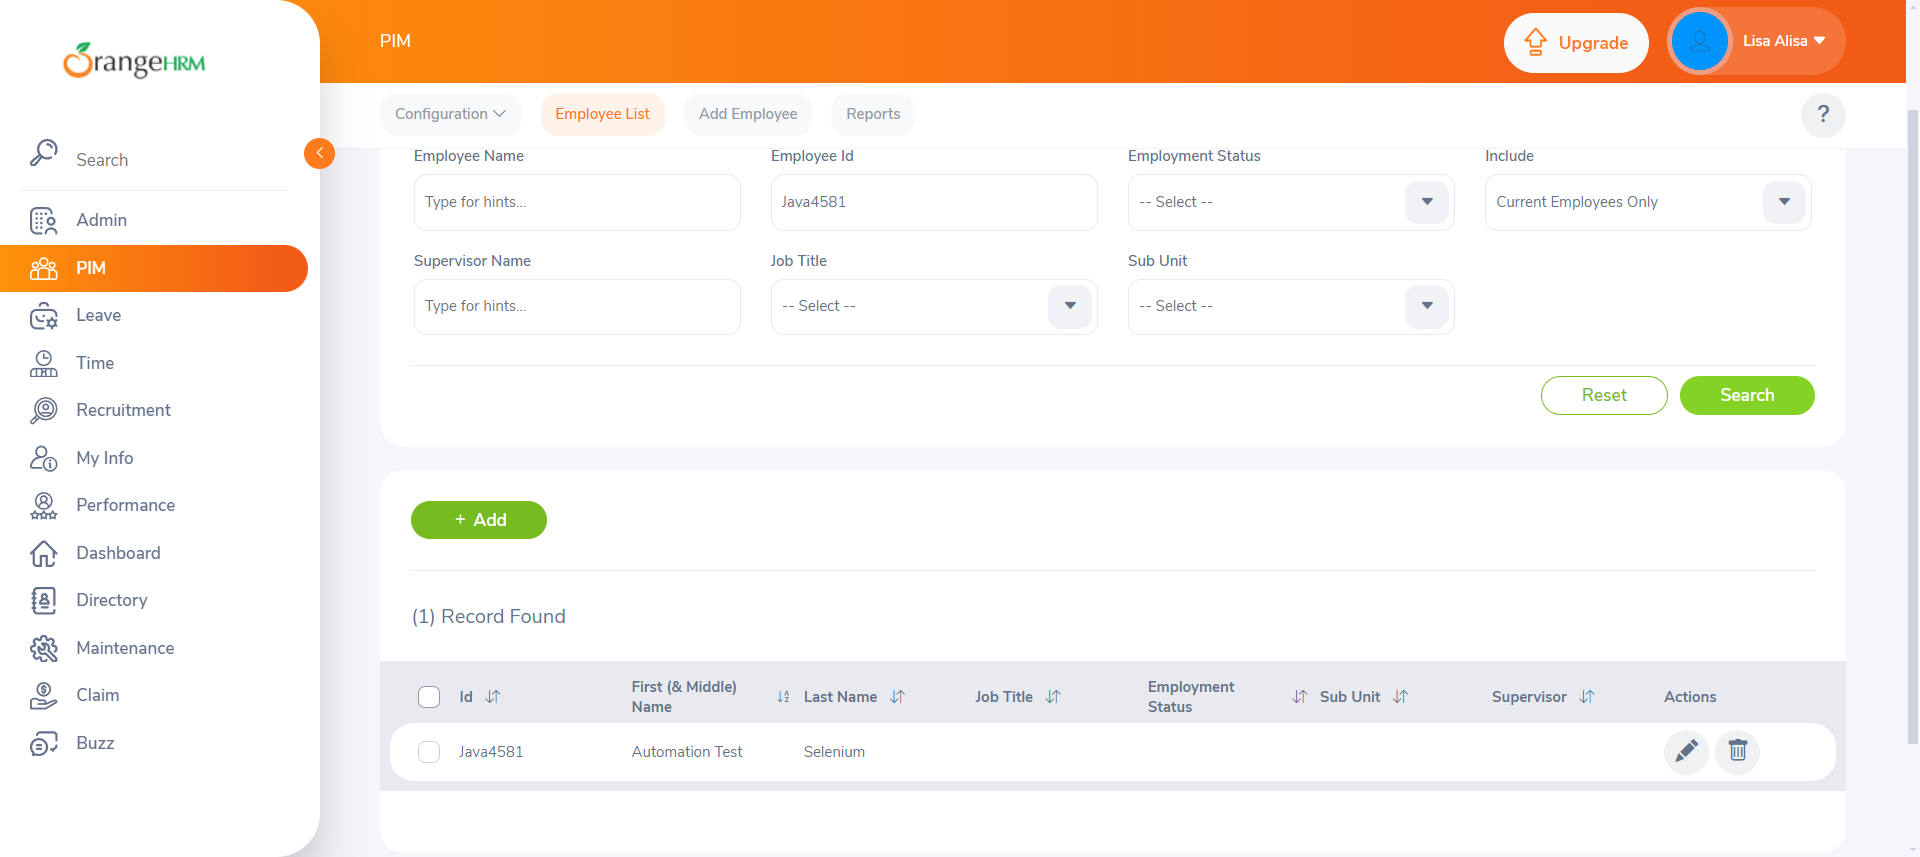 OrangeHRM
PIM
Upgrade
Lisa Alisa
Configuration
Employee List
Add Employee
Reports
?
Search
Admin
PIM
Leave
Time
Recruitment
My Info
Performance
Dashboard
Directory
Maintenance
Claim
Buzz
Employee Name
Employee Id
Employment Status
Include
Type for hints...
Java4581
-- Select --
Current Employees Only
Supervisor Name
Job Title
Sub Unit
Type for hints...
-- Select --
-- Select --
Reset
Search
+ Add
(1) Record Found
Id
First (& Middle)
Name
Last Name
Job Title
Employment
Status
Sub Unit
Supervisor
Actions
Java4581
Automation Test
Selenium